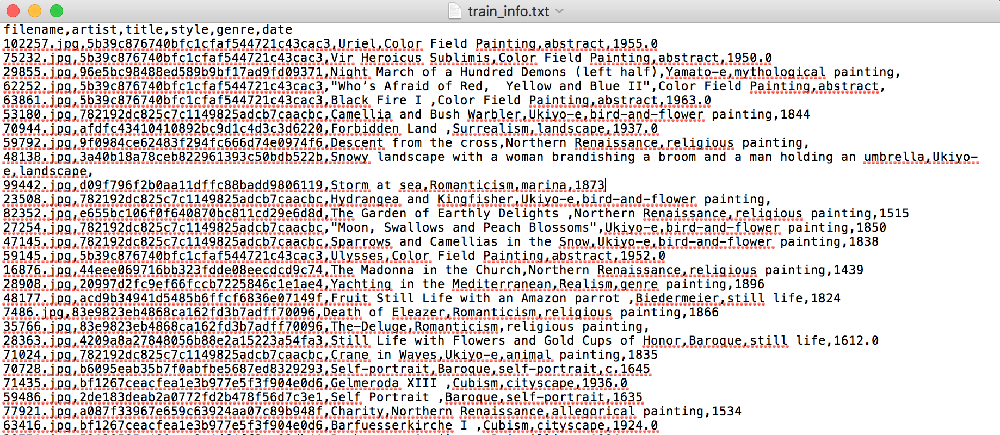 train_info.txt
filename,artist,title,style,genre,date
102257.jpg,5b39c876740bfc1cfaf544721c43cac3,Uriel,Color Field Painting,abstract,1955.0
75232.jpg,5b39c876740bfc1cfaf544721c43cac3,Vir Heroicus Sublimis,Color Field Painting,abstract,1950.0
29855.jpg,96e5bc98488ed589b9bf17ad9fd09371,Night March of a Hundred Demons (left half),Yamato-e,mythological painting,
62252.jpg,5b39c876740bfc1cfaf544721c43cac3,"Who’s Afraid of Red,  Yellow and Blue II",Color Field Painting,abstract,
63861.jpg,5b39c876740bfc1cfaf544721c43cac3,Black Fire I ,Color Field Painting,abstract,1963.0
53180.jpg,782192dc825c7c1149825adcb7caacbc,Camellia and Bush Warbler,Ukiyo-e,bird-and-flower painting,1844
70944.jpg,afdfc43410410892bc9d1c4d3c3d6220,Forbidden Land ,Surrealism,landscape,1937.0
59792.jpg,9f0984ce62483f294fc666d74e0974f6,Descent from the cross,Northern Renaissance,religious painting,
48138.jpg,3a40b18a78ceb822961393c50bdb522b,Snowy landscape with a woman brandishing a broom and a man holding an umbrella,Ukiyo-
e,landscape,
99442.jpg,d09f796f2b0aa11dffc88badd9806119,Storm at sea,Romanticism,marina,1873
23508.jpg,782192dc825c7c1149825adcb7caacbc,Hydrangea and Kingfisher,Ukiyo-e,bird-and-flower painting,
82352.jpg,e655bc106f0f640870bc811cd29e6d8d,The Garden of Earthly Delights ,Northern Renaissance,religious painting,1515
27254.jpg,782192dc825c7c1149825adcb7caacbc,"Moon, Swallows and Peach Blossoms",Ukiyo-e,bird-and-flower painting,1850
47145.jpg,782192dc825c7c1149825adcb7caacbc,Sparrows and Camellias in the Snow,Ukiyo-e,bird-and-flower painting,1838
59145.jpg,5b39c876740bfc1cfaf544721c43cac3,Ulysses,Color Field Painting,abstract,1952.0
16876.jpg,44eee069716bb323fdde08eecdcd9c74,The Madonna in the Church,Northern Renaissance,religious painting,1439
28908.jpg,20997d2fc9ef66fccb7225846c1e1ae4,Yachting in the Mediterranean,Realism,genre painting,1896
48177.jpg,acd9b34941d5485b6ffcf6836e07149f,Fruit Still Life with an Amazon parrot ,Biedermeier,still life,1824
7486.jpg,83e9823eb4868ca162fd3b7adff70096,Death of Eleazer,Romanticism,religious painting,1866
35766.jpg,83e9823eb4868ca162fd3b7adff70096,The-Deluge,Romanticism,religious painting,
28363.jpg,4209a8a27848056b88e2a15223a54fa3,Still Life with Flowers and Gold Cups of Honor,Baroque,still life,1612.0
71024.jpg,782192dc825c7c1149825adcb7caacbc,Crane in Waves,Ukiyo-e,animal painting,1835
70728.jpg,b6095eab35b7f0abfbe5687ed8329293,Self-portrait,Baroque,self-portrait,c.1645
71435.jpg,bf1267ceacfea1e3b977e5f3f904e0d6,Gelmeroda XIII ,Cubism,cityscape,1936.0
59486.jpg,2de183deab2a0772fd2b478f56d7c3e1,Self Portrait ,Baroque,self-portrait,1635
77921.jpg,a087f33967e659c63924aa07c89b948f,Charity,Northern Renaissance,allegorical painting,1534
63416.jpg,bf1267ceacfea1e3b977e5f3f904e0d6,Barfuesserkirche I ,Cubism,cityscape,1924.0